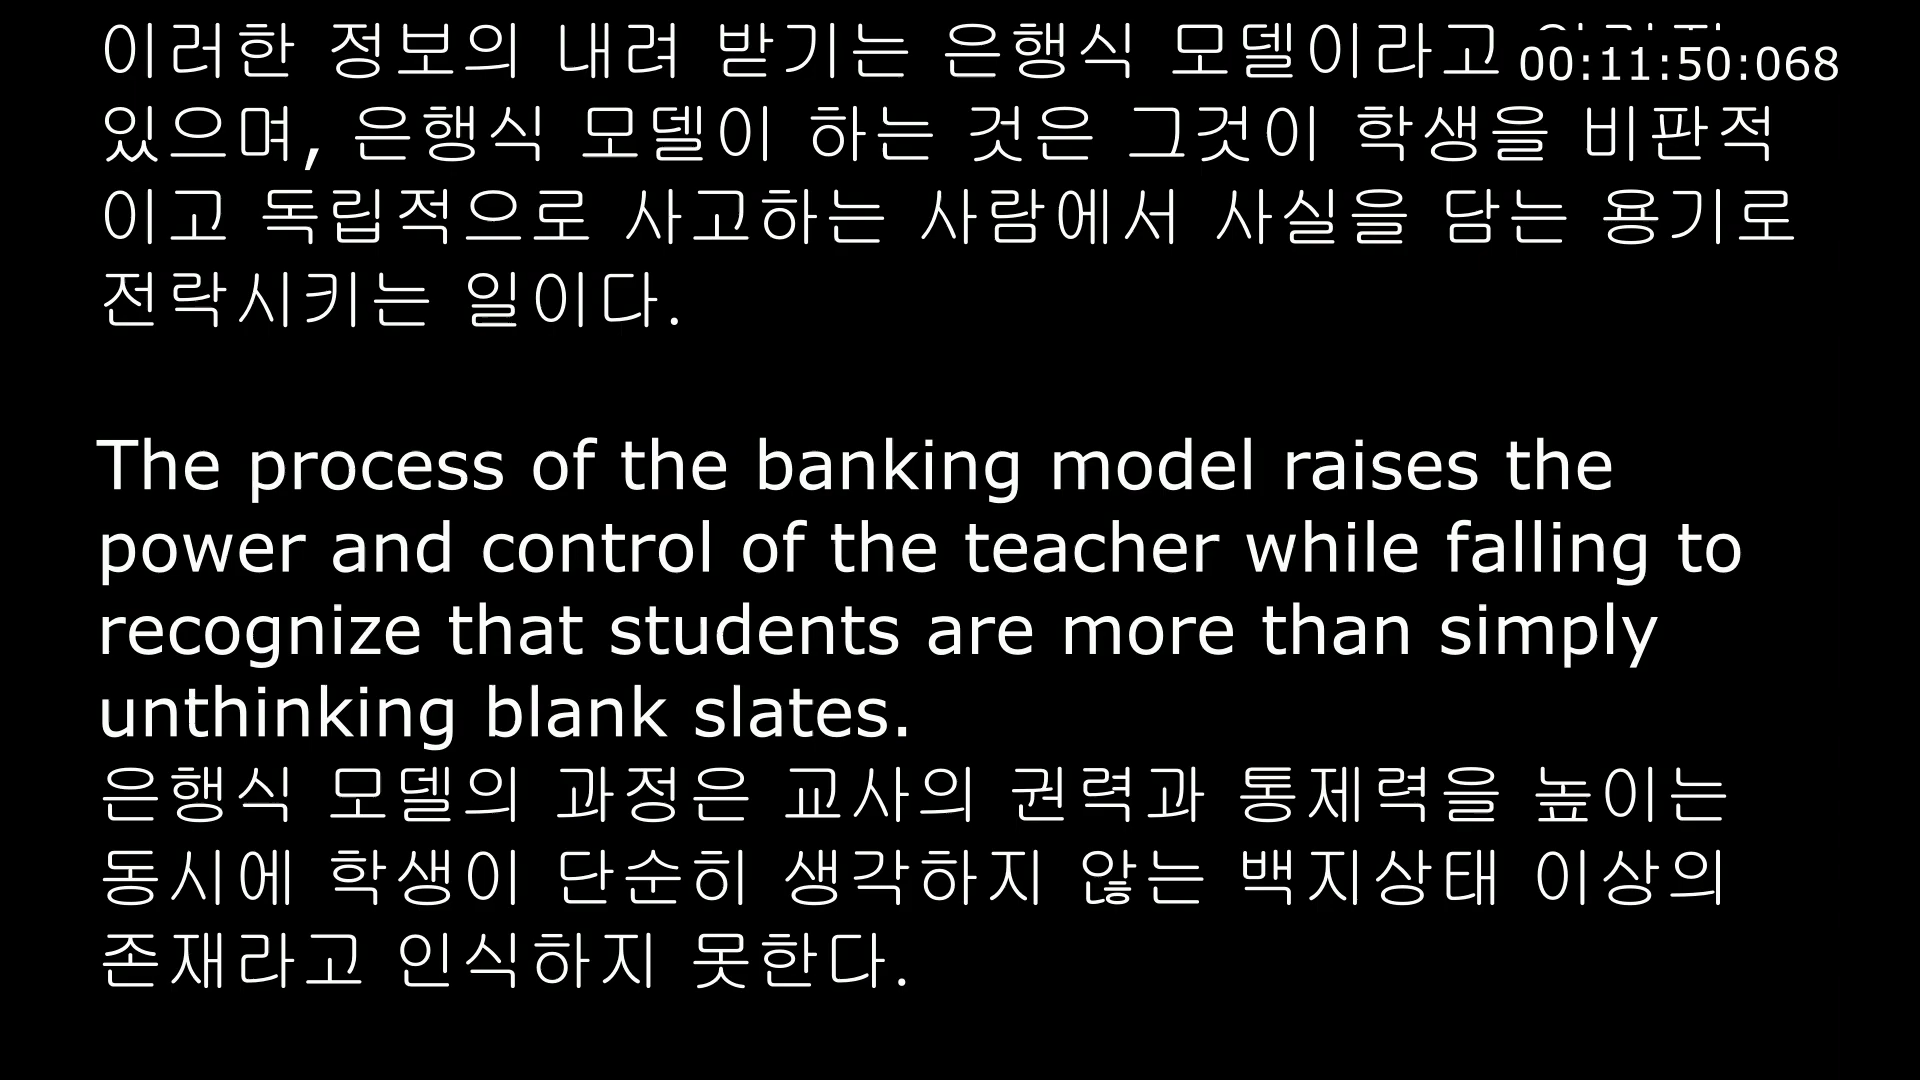 이러한 정보의 내려 받기는 은행식 모델이라고
00:11:50:068
있으며, 은행식 모델이 하는 것은 그것이 학생을 비판적
이고 독립적으로 사고하는 사람에서 사실을 담는 용기로
전락시키는 일이다.
The process of the banking model raises the
power and control of the teacher while falling to
recognize that students are more than simply
unthinking blank slates.
은행식 모델의 과정은 교사의 권력과 통제력을 높이는
동시에 학생이 단순히 생각하지 않는 백지상태 이상의
존재라고 인식하지 못한다.